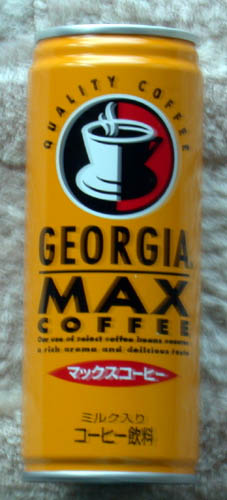 QUALITY COFFEE
GEORGIA
MAX
COFFEE
Our use of select coffee beans ensures
a rich aroma and delicious taste
マックスコーヒー
ミルク入り
コーヒー飲料